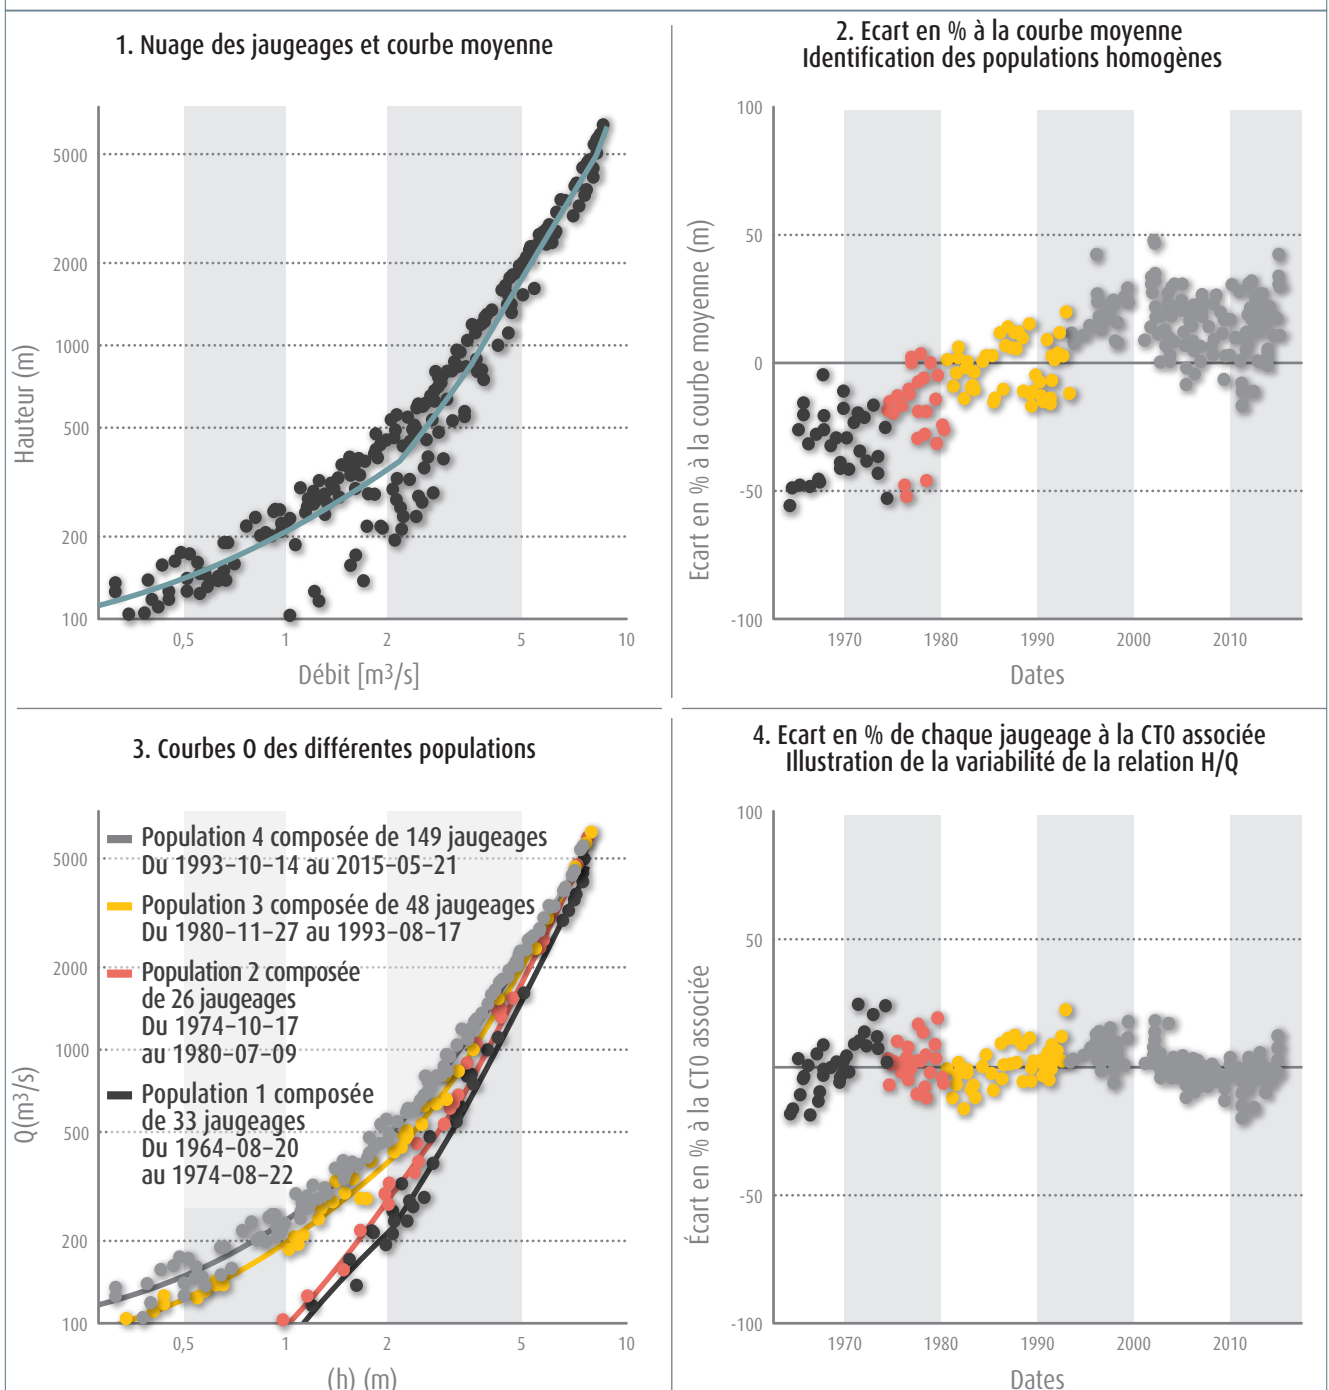 1. Nuage des jaugeages et courbe moyenne
5000
2000
1000
500
200
100
Hauteur (m)
0,5
1
2
5
10
Débit [m³/s]
2. Ecart en % à la courbe moyenne
Identification des populations homogènes
100
50
0
-50
-100
Ecart en % à la courbe moyenne (m)
1970
1980
1990
2000
2010
Dates
3. Courbes 0 des différentes populations
Population 4 composée de 149 jaugeages
Du 1993-10-14 au 2015-05-21
Population 3 composée de 48 jaugeages
Du 1980-11-27 au 1993-08-17
Population 2 composée
de 26 jaugeages
Du 1974-10-17
au 1980-07-09
Population 1 composée
de 33 jaugeages
Du 1964-08-20
au 1974-08-22
5000
2000
1000
500
200
100
Q(m³/s)
0,5
1
2
5
10
(h) (m)
4. Ecart en % de chaque jaugeage à la CT0 associée
Illustration de la variabilité de la relation H/Q
100
50
0
-50
-100
Écart en % à la CT0 associée
1970
1980
1990
2000
2010
Dates